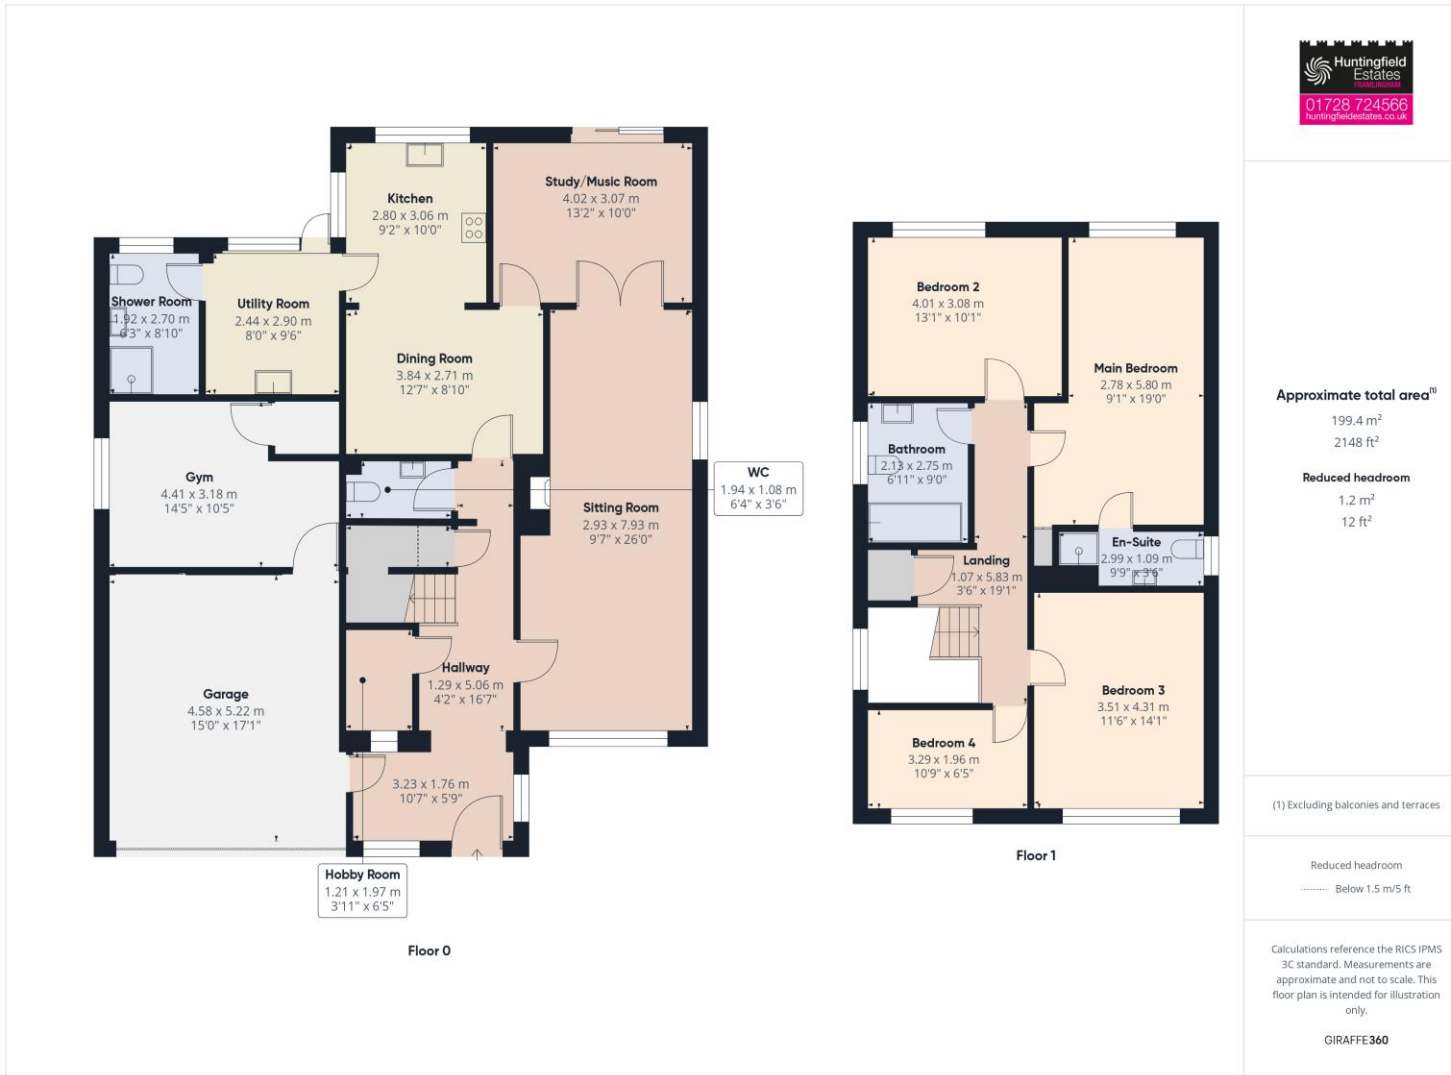 Huntingfield
Estates
FRAMLINGHAM
01728 724566
huntingfieldestates.co.uk
Kitchen
2.80 x 3.06 m
9'2" x 10'0"
Study/Music Room
4.02 x 3.07 m
13'2" x 10'0"
Shower Room
1.92 x 2.70 m
6'3" x 8'10"
Utility Room
2.44 x 2.90 m
8'0" x 9'6"
Dining Room
3.84 x 2.71 m
12'7" x 8'10"
Gym
4.41 x 3.18 m
14'5" x 10'5"
WC
1.94 x 1.08 m
6'4" x 3'6"
Sitting Room
2.93 x 7.93 m
9'7" x 26'0"
Hallway
1.29 x 5.06 m
4'2" x 16'7"
Garage
4.58 x 5.22 m
15'0" x 17'1"
3.23 x 1.76 m
10'7" x 5'9"
Hobby Room
1.21 x 1.97 m
3'11" x 6'5"
Floor 0
Bedroom 2
4.01 x 3.08 m
13'1" x 10'1"
Main Bedroom
2.78 x 5.80 m
9'1" x 19'0"
Bathroom
2.13 x 2.75 m
6'11" x 9'0"
En-Suite
2.99 x 1.09 m
9'9" x 3'6"
Landing
1.07 x 5.83 m
3'6" x 19'1"
Bedroom 3
3.51 x 4.31 m
11'6" x 14'1"
Bedroom 4
3.29 x 1.96 m
10'9" x 6'5"
Floor 1
Approximate total area(1)
199.4 m²
2148 ft²
Reduced headroom
1.2 m²
12 ft²
(1) Excluding balconies and terraces
Reduced headroom
Below 1.5 m/5 ft
Calculations reference the RICS IPMS
3C standard. Measurements are
approximate and not to scale. This
floor plan is intended for illustration
only.
GIRAFFE360